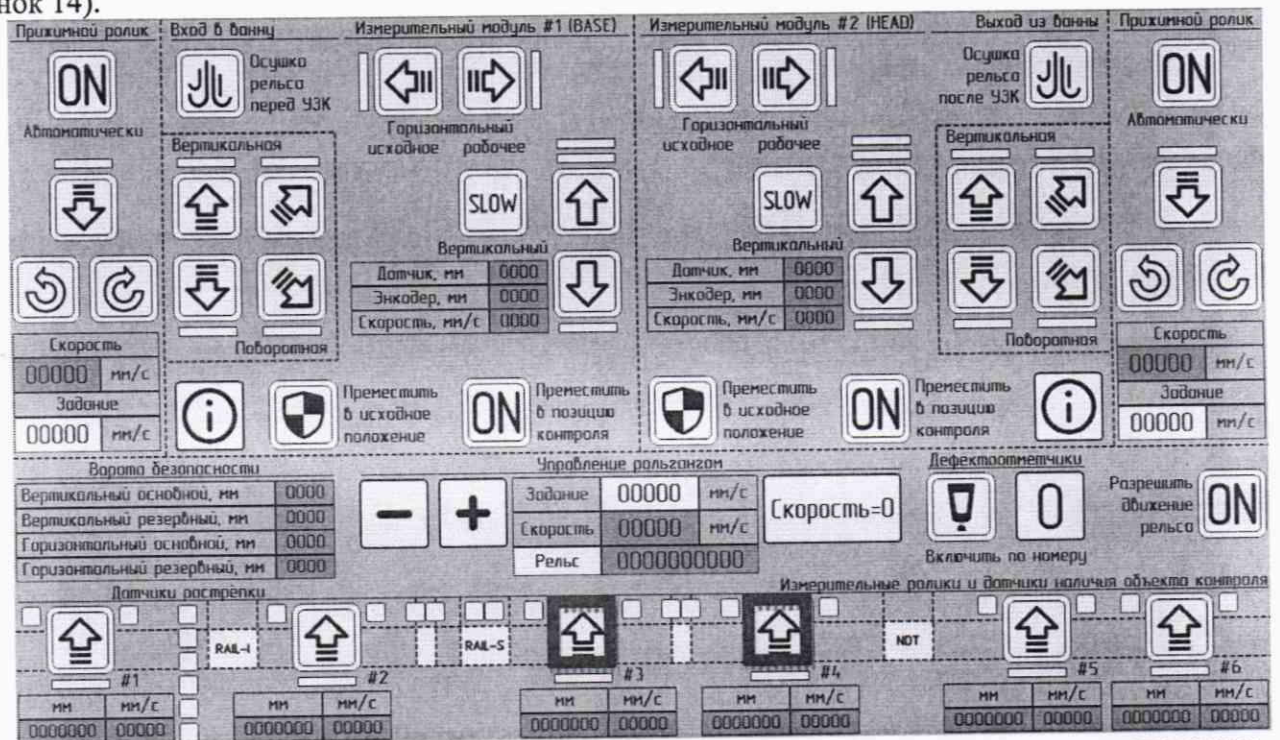 нок 14).
Прижимной ролик
Вход в ванну
Измерительный модуль #1 (BASE)
Измерительный модуль #2 (HEAD)
Выход из ванны
Прижимной ролик
ON
Автоматически
Осушка
рельса
перед УЗК
Вертикальная
Поворотная
Горизонтальный
исходное рабочее
SLOW
Вертикальный
Датчик, мм 0000
Энкодер, мм 0000
Скорость, мм/с 0000
Горизонтальный
исходное рабочее
SLOW
Вертикальный
Датчик, мм 0000
Энкодер, мм 0000
Скорость, мм/с 0000
Осушка
рельса
после УЗК
Вертикальная
Поворотная
ON
Автоматически
Скорость
00000 мм/с
Задание
00000 мм/с
i
Преместить
в исходное
положение
ON
Преместить
в позицию
контроля
Преместить
в исходное
положение
ON
Преместить
в позицию
контроля
i
Скорость
00000 мм/с
Задание
00000 мм/с
Ворота безопасности
Вертикальный основной, мм 0000
Вертикальный резервный, мм 0000
Горизонтальный основной, мм 0000
Горизонтальный резервный, мм 0000
Управление рольгангом
− +
Задание 00000 мм/с
Скорость 00000 мм/с
Рельс 0000000000
Скорость=0
Дефектоотметчики
0
Включить по номеру
Разрешить
движение
рельса
ON
Датчики растрепки
Измерительные ролики и датчики наличия объекта контроля
RAIL-I
RAIL-S
NDT
#1
#2
#3
#4
#5
#6
мм мм/с
0000000 00000
мм мм/с
0000000 00000
мм мм/с
0000000 00000
мм мм/с
0000000 00000
мм мм/с
0000000 00000
мм мм/с
0000000 00000